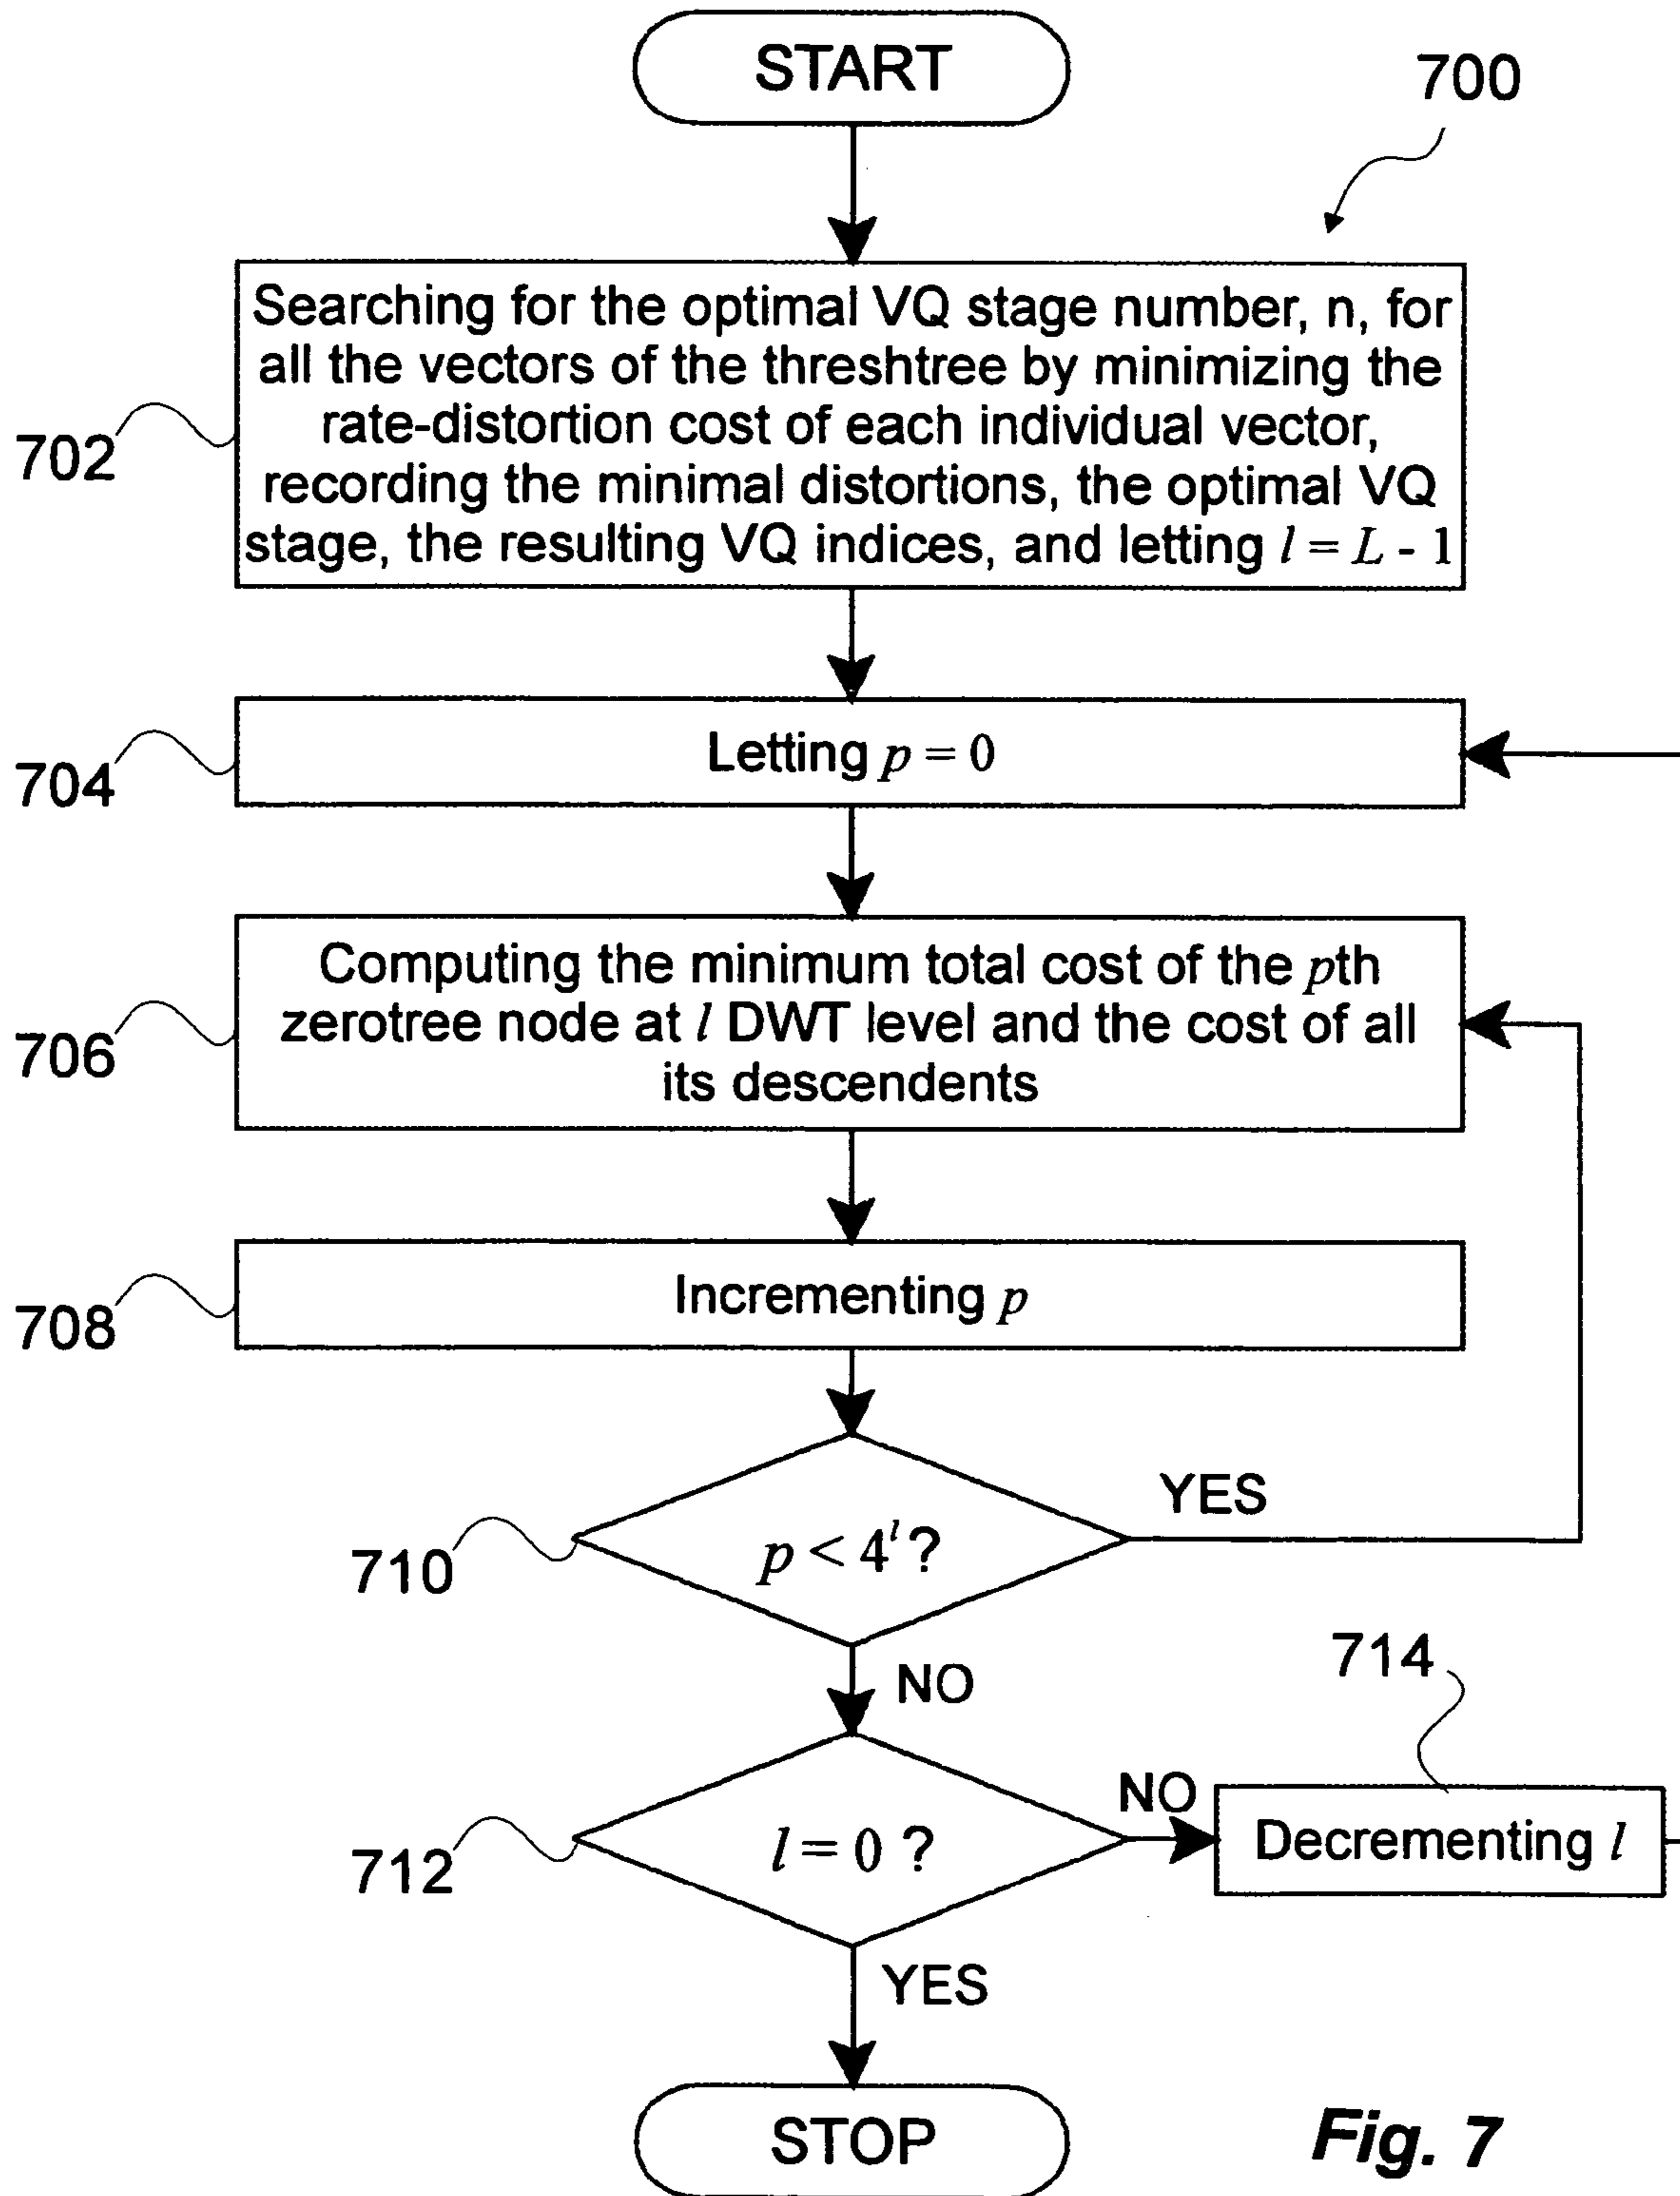 START
700
Searching for the optimal VQ stage number, n, for
all the vectors of the threshtree by minimizing the
rate-distortion cost of each individual vector,
recording the minimal distortions, the optimal VQ
stage, the resulting VQ indices, and letting l = L - 1
702
Letting p = 0
704
Computing the minimum total cost of the pth
zerotree node at l DWT level and the cost of all
its descendents
706
Incrementing p
708
YES
p < 4^l ?
710
NO
714
NO
l = 0 ?
Decrementing l
712
YES
STOP
Fig. 7